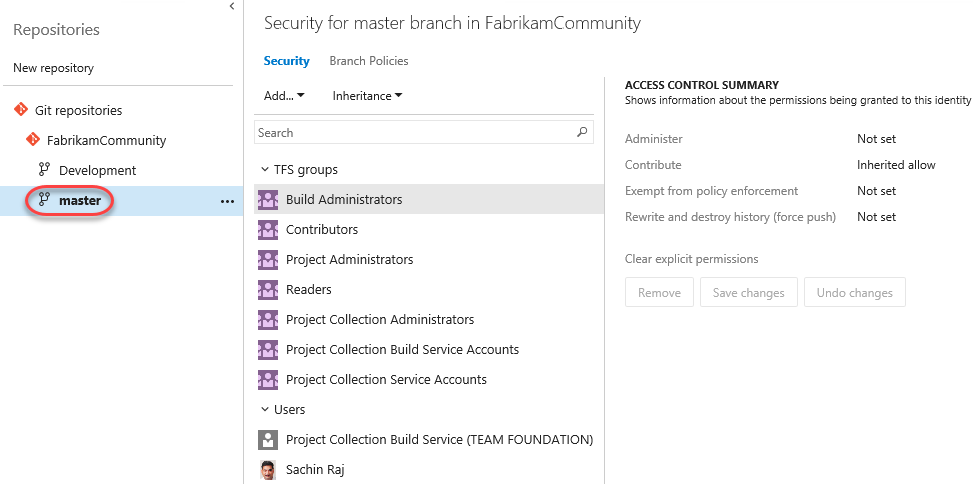 Repositories
New repository
Git repositories
FabrikamCommunity
Development
master
Security for master branch in FabrikamCommunity
Security Branch Policies
Add... Inheritance
Search
TFS groups
Build Administrators
Contributors
Project Administrators
Readers
Project Collection Administrators
Project Collection Build Service Accounts
Project Collection Service Accounts
Users
Project Collection Build Service (TEAM FOUNDATION)
Sachin Raj
ACCESS CONTROL SUMMARY
Shows information about the permissions being granted to this identity
Administer Not set
Contribute Inherited allow
Exempt from policy enforcement Not set
Rewrite and destroy history (force push) Not set
Clear explicit permissions
Remove Save changes Undo changes